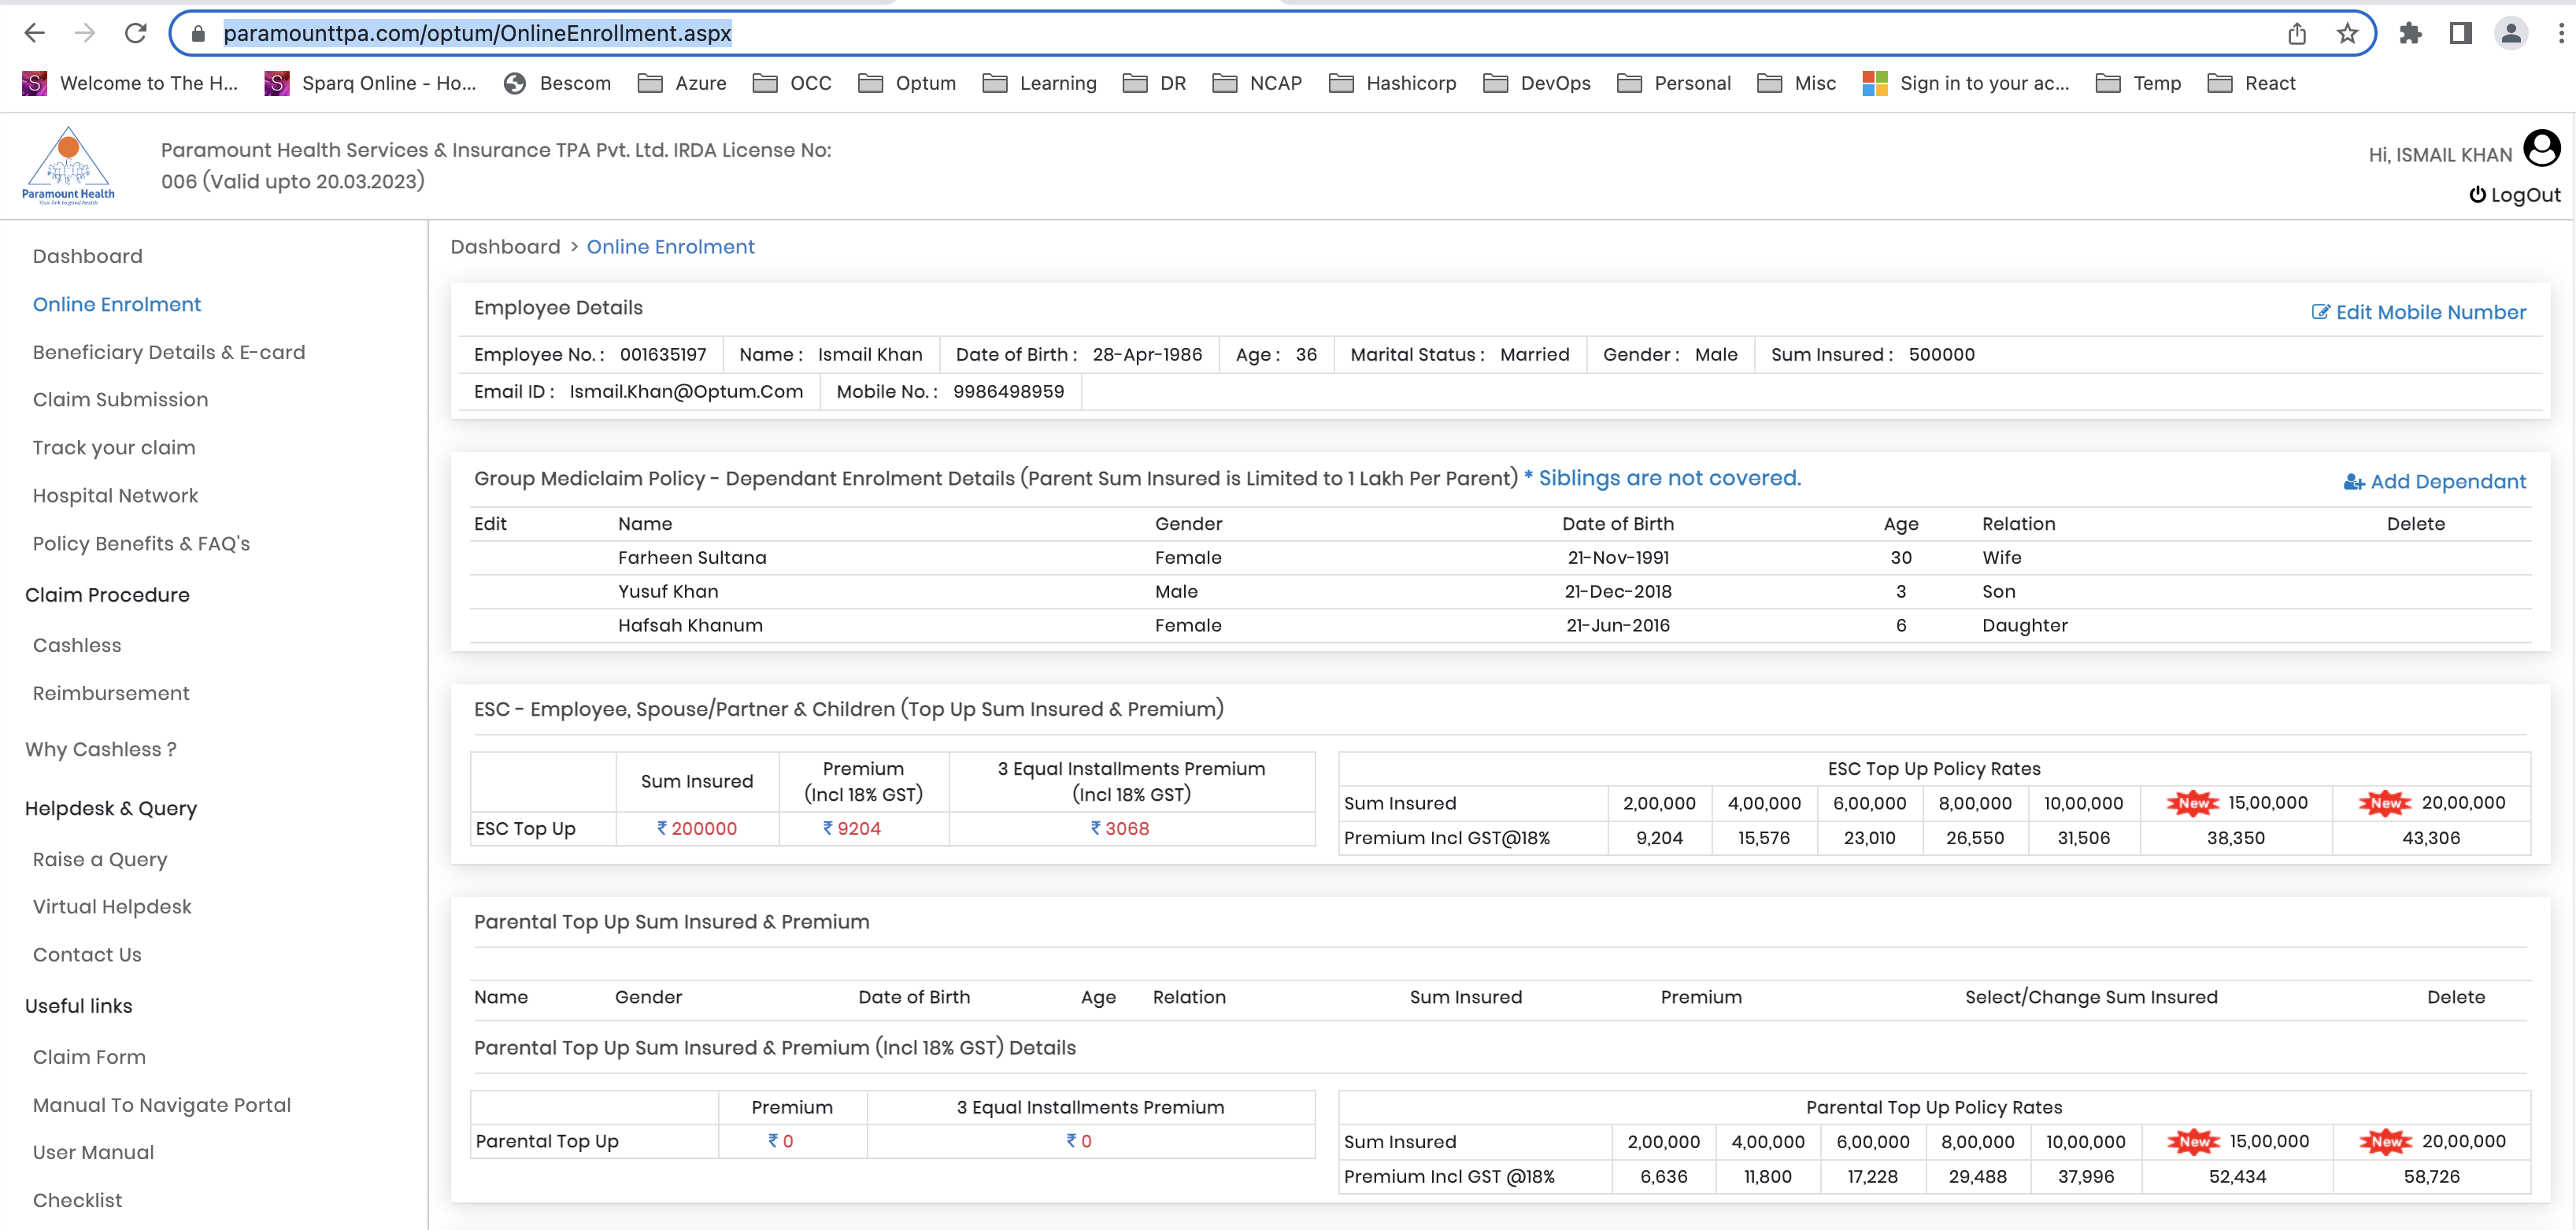 paramounttpa.com/optum/OnlineEnrollment.aspx
Welcome to The H... Sparq Online - Ho... Bescom Azure OCC Optum Learning DR NCAP Hashicorp DevOps Personal Misc Sign in to your ac... Temp React
Paramount Health
Your link to good health
Paramount Health Services & Insurance TPA Pvt. Ltd. IRDA License No:
006 (Valid upto 20.03.2023)
Hi, ISMAIL KHAN
LogOut
Dashboard
Online Enrolment
Beneficiary Details & E-card
Claim Submission
Track your claim
Hospital Network
Policy Benefits & FAQ's
Claim Procedure
Cashless
Reimbursement
Why Cashless ?
Helpdesk & Query
Raise a Query
Virtual Helpdesk
Contact Us
Useful links
Claim Form
Manual To Navigate Portal
User Manual
Checklist
Dashboard > Online Enrolment
Employee Details
Edit Mobile Number
Employee No. : 001635197 Name : Ismail Khan Date of Birth : 28-Apr-1986 Age : 36 Marital Status : Married Gender : Male Sum Insured : 500000
Email ID : Ismail.Khan@Optum.Com Mobile No. : 9986498959
Group Mediclaim Policy - Dependant Enrolment Details (Parent Sum Insured is Limited to 1 Lakh Per Parent) * Siblings are not covered.
Add Dependant
Edit Name Gender Date of Birth Age Relation Delete
Farheen Sultana Female 21-Nov-1991 30 Wife
Yusuf Khan Male 21-Dec-2018 3 Son
Hafsah Khanum Female 21-Jun-2016 6 Daughter
ESC - Employee, Spouse/Partner & Children (Top Up Sum Insured & Premium)
Sum Insured Premium (Incl 18% GST) 3 Equal Installments Premium (Incl 18% GST)
ESC Top Up ₹ 200000 ₹ 9204 ₹ 3068
ESC Top Up Policy Rates
Sum Insured 2,00,000 4,00,000 6,00,000 8,00,000 10,00,000 New 15,00,000 New 20,00,000
Premium Incl GST@18% 9,204 15,576 23,010 26,550 31,506 38,350 43,306
Parental Top Up Sum Insured & Premium
Name Gender Date of Birth Age Relation Sum Insured Premium Select/Change Sum Insured Delete
Parental Top Up Sum Insured & Premium (Incl 18% GST) Details
Premium 3 Equal Installments Premium
Parental Top Up ₹ 0 ₹ 0
Parental Top Up Policy Rates
Sum Insured 2,00,000 4,00,000 6,00,000 8,00,000 10,00,000 New 15,00,000 New 20,00,000
Premium Incl GST @18% 6,636 11,800 17,228 29,488 37,996 52,434 58,726